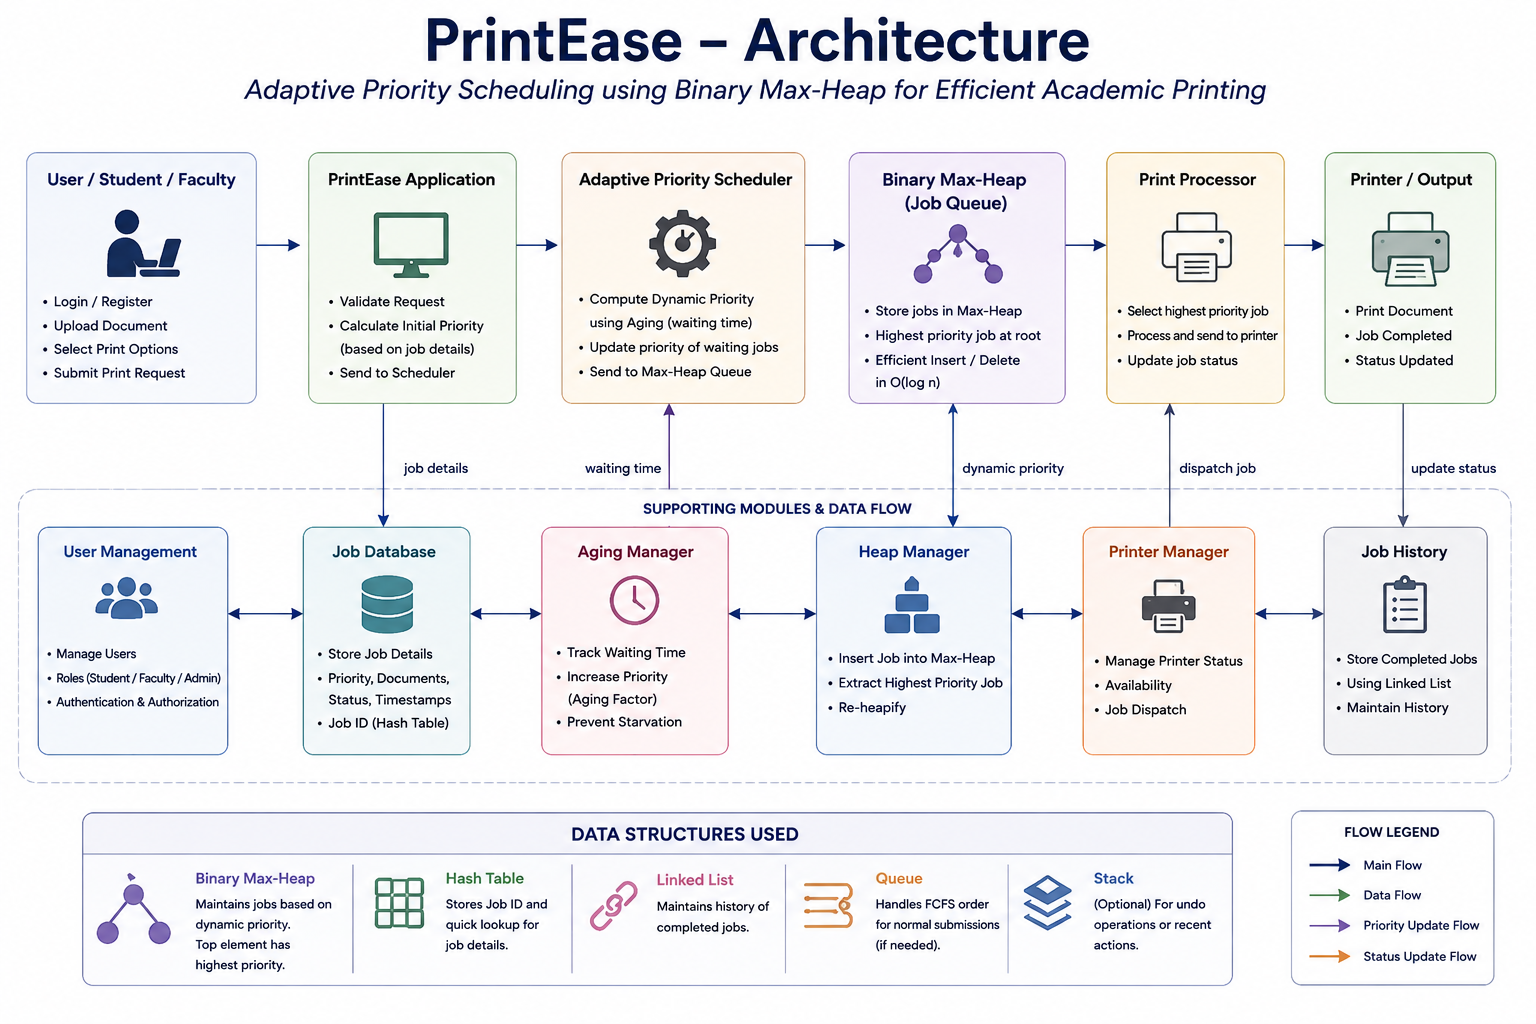 PrintEase – Architecture
Adaptive Priority Scheduling using Binary Max-Heap for Efficient Academic Printing
User / Student / Faculty
• Login / Register
• Upload Document
• Select Print Options
• Submit Print Request
PrintEase Application
• Validate Request
• Calculate Initial Priority
(based on job details)
• Send to Scheduler
Adaptive Priority Scheduler
• Compute Dynamic Priority
using Aging (waiting time)
• Update priority of waiting jobs
• Send to Max-Heap Queue
Binary Max-Heap
(Job Queue)
• Store jobs in Max-Heap
• Highest priority job at root
• Efficient Insert / Delete
in O(log n)
Print Processor
• Select highest priority job
• Process and send to printer
• Update job status
Printer / Output
• Print Document
• Job Completed
• Status Updated
job details
waiting time
dynamic priority
dispatch job
update status
SUPPORTING MODULES & DATA FLOW
User Management
• Manage Users
• Roles (Student / Faculty / Admin)
• Authentication & Authorization
Job Database
• Store Job Details
• Priority, Documents,
Status, Timestamps
• Job ID (Hash Table)
Aging Manager
• Track Waiting Time
• Increase Priority
(Aging Factor)
• Prevent Starvation
Heap Manager
• Insert Job into Max-Heap
• Extract Highest Priority Job
• Re-heapify
Printer Manager
• Manage Printer Status
• Availability
• Job Dispatch
Job History
• Store Completed Jobs
• Using Linked List
• Maintain History
DATA STRUCTURES USED
Binary Max-Heap
Maintains jobs based on
dynamic priority.
Top element has
highest priority.
Hash Table
Stores Job ID and
quick lookup for
job details.
Linked List
Maintains history of
completed jobs.
Queue
Handles FCFS order
for normal submissions
(if needed).
Stack
(Optional) For undo
operations or recent
actions.
FLOW LEGEND
Main Flow
Data Flow
Priority Update Flow
Status Update Flow